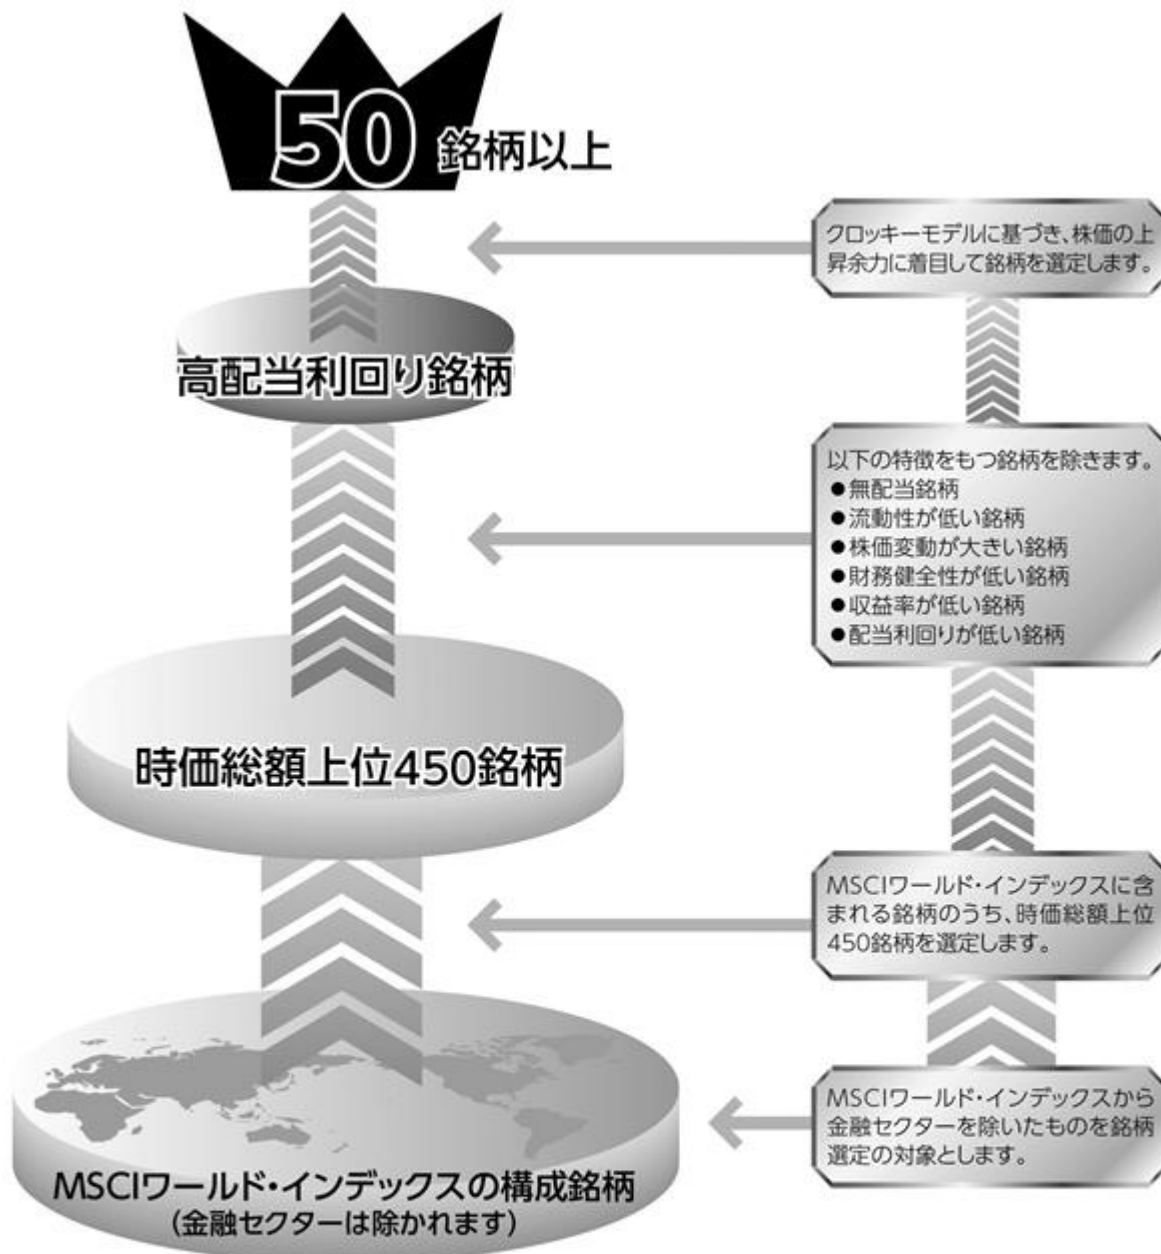 50 銘柄以上
クロッキーモデルに基づき、株価の上
昇余力に着目して銘柄を選定します。
高配当利回り銘柄
以下の特徴をもつ銘柄を除きます。
●無配当銘柄
●流動性が低い銘柄
●株価変動が大きい銘柄
●財務健全性が低い銘柄
●収益率が低い銘柄
●配当利回りが低い銘柄
時価総額上位450銘柄
MSCIワールド・インデックスに含
まれる銘柄のうち、時価総額上位
450銘柄を選定します。
MSCIワールド・インデックスから
金融セクターを除いたものを銘柄
選定の対象とします。
MSCIワールド・インデックスの構成銘柄
（金融セクターは除かれます）